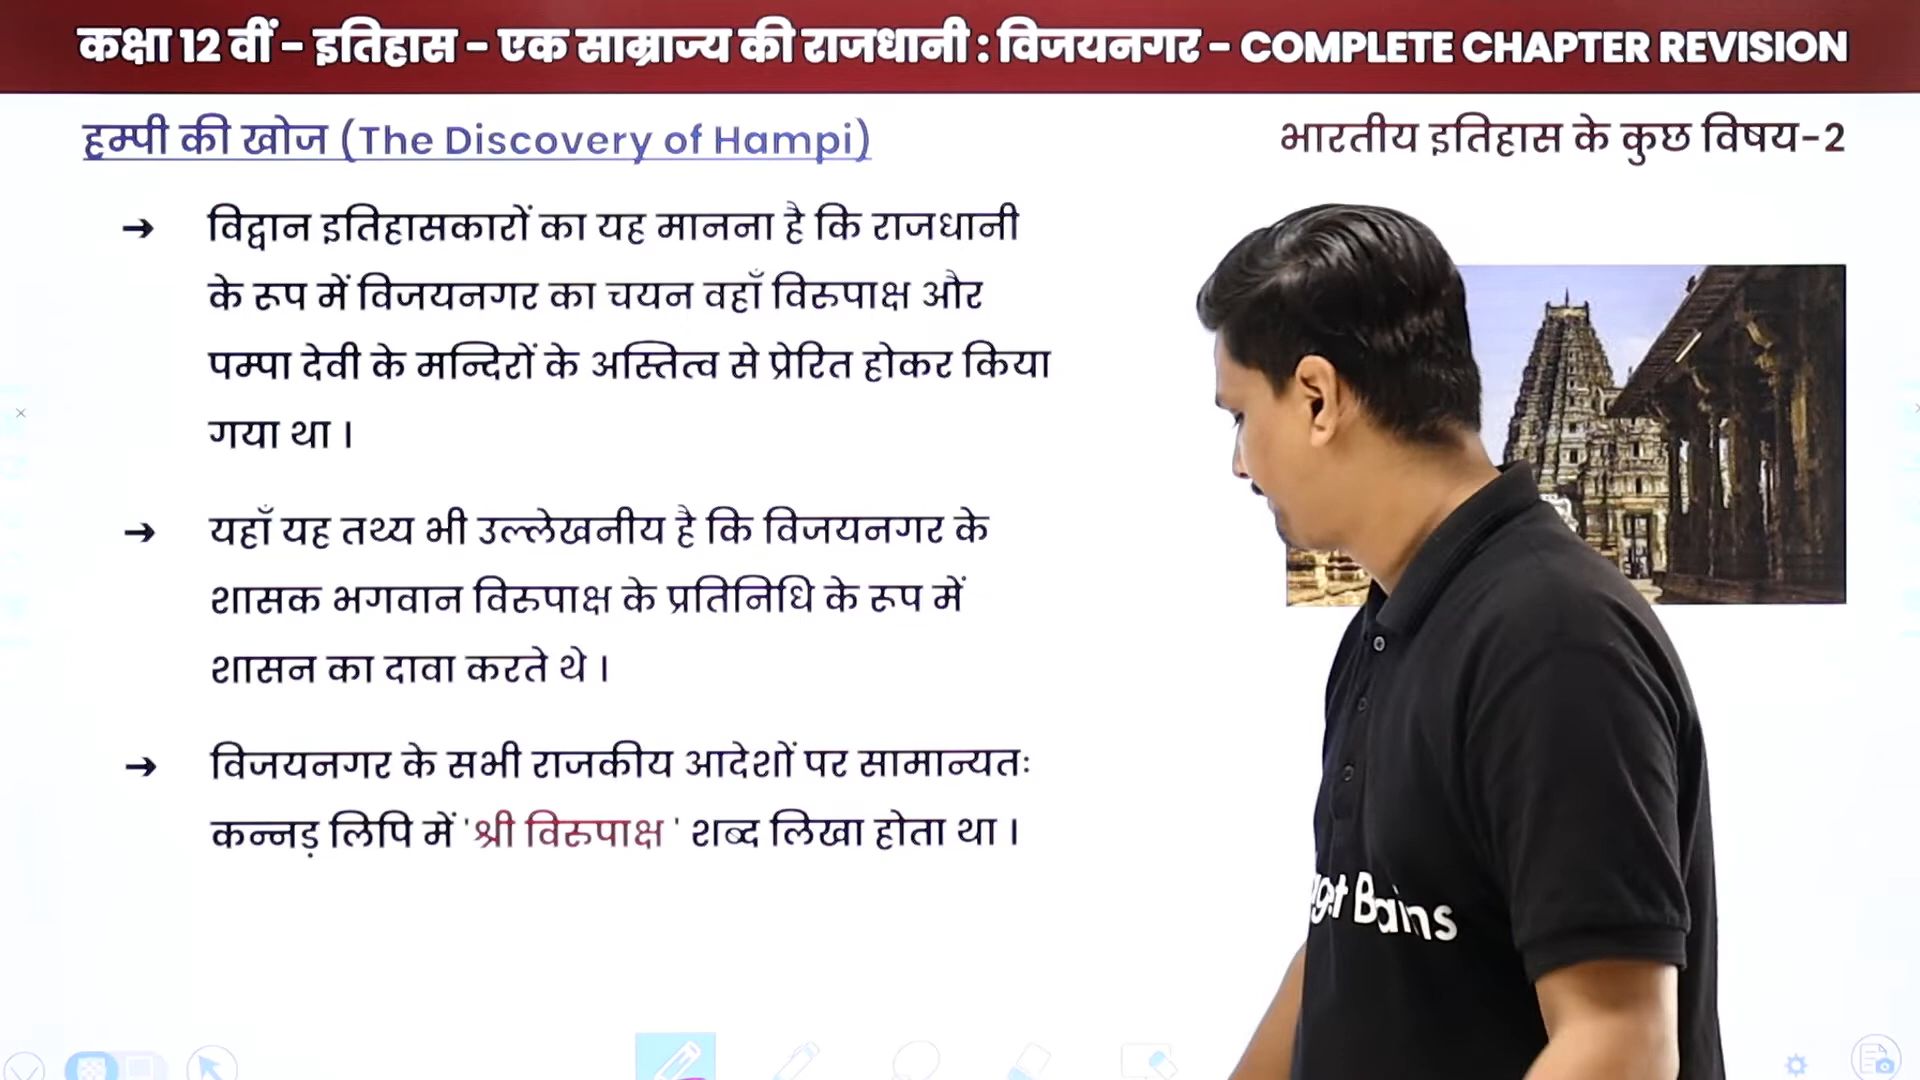 कक्षा 12 वीं - इतिहास - एक साम्राज्य की राजधानी : विजयनगर - COMPLETE CHAPTER REVISION
हम्पी की खोज (The Discovery of Hampi)
भारतीय इतिहास के कुछ विषय-2
➔ विद्वान इतिहासकारों का यह मानना है कि राजधानी
के रूप में विजयनगर का चयन वहाँ विरुपाक्ष और
पम्पा देवी के मन्दिरों के अस्तित्व से प्रेरित होकर किया
गया था ।
➔ यहाँ यह तथ्य भी उल्लेखनीय है कि विजयनगर के
शासक भगवान विरुपाक्ष के प्रतिनिधि के रूप में
शासन का दावा करते थे ।
➔ विजयनगर के सभी राजकीय आदेशों पर सामान्यतः
कन्नड़ लिपि में 'श्री विरुपाक्ष ' शब्द लिखा होता था ।